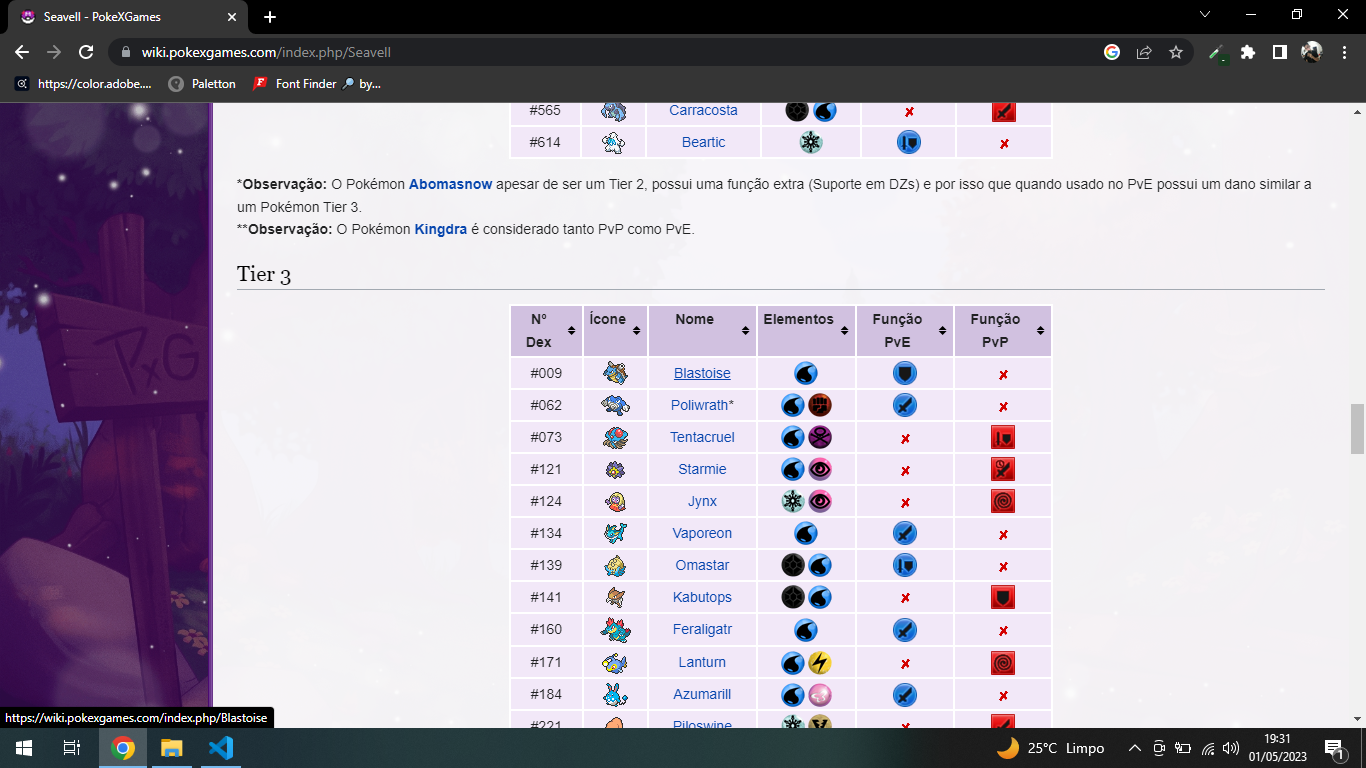 Seavell - PokeXGames
wiki.pokexgames.com/index.php/Seavell
https://color.adobe.... Paletton Font Finder 🔎 by...
#565 Carracosta
#614 Beartic
*Observação: O Pokémon Abomasnow apesar de ser um Tier 2, possui uma função extra (Suporte em DZs) e por isso que quando usado no PvE possui um dano similar a
um Pokémon Tier 3.
**Observação: O Pokémon Kingdra é considerado tanto PvP como PvE.
Tier 3
Nº Dex Ícone Nome Elementos Função PvE Função PvP
#009 Blastoise
#062 Poliwrath*
#073 Tentacruel
#121 Starmie
#124 Jynx
#134 Vaporeon
#139 Omastar
#141 Kabutops
#160 Feraligatr
#171 Lanturn
#184 Azumarill
#221 Piloswine
PxG
https://wiki.pokexgames.com/index.php/Blastoise
25°C Limpo
19:31
01/05/2023
1